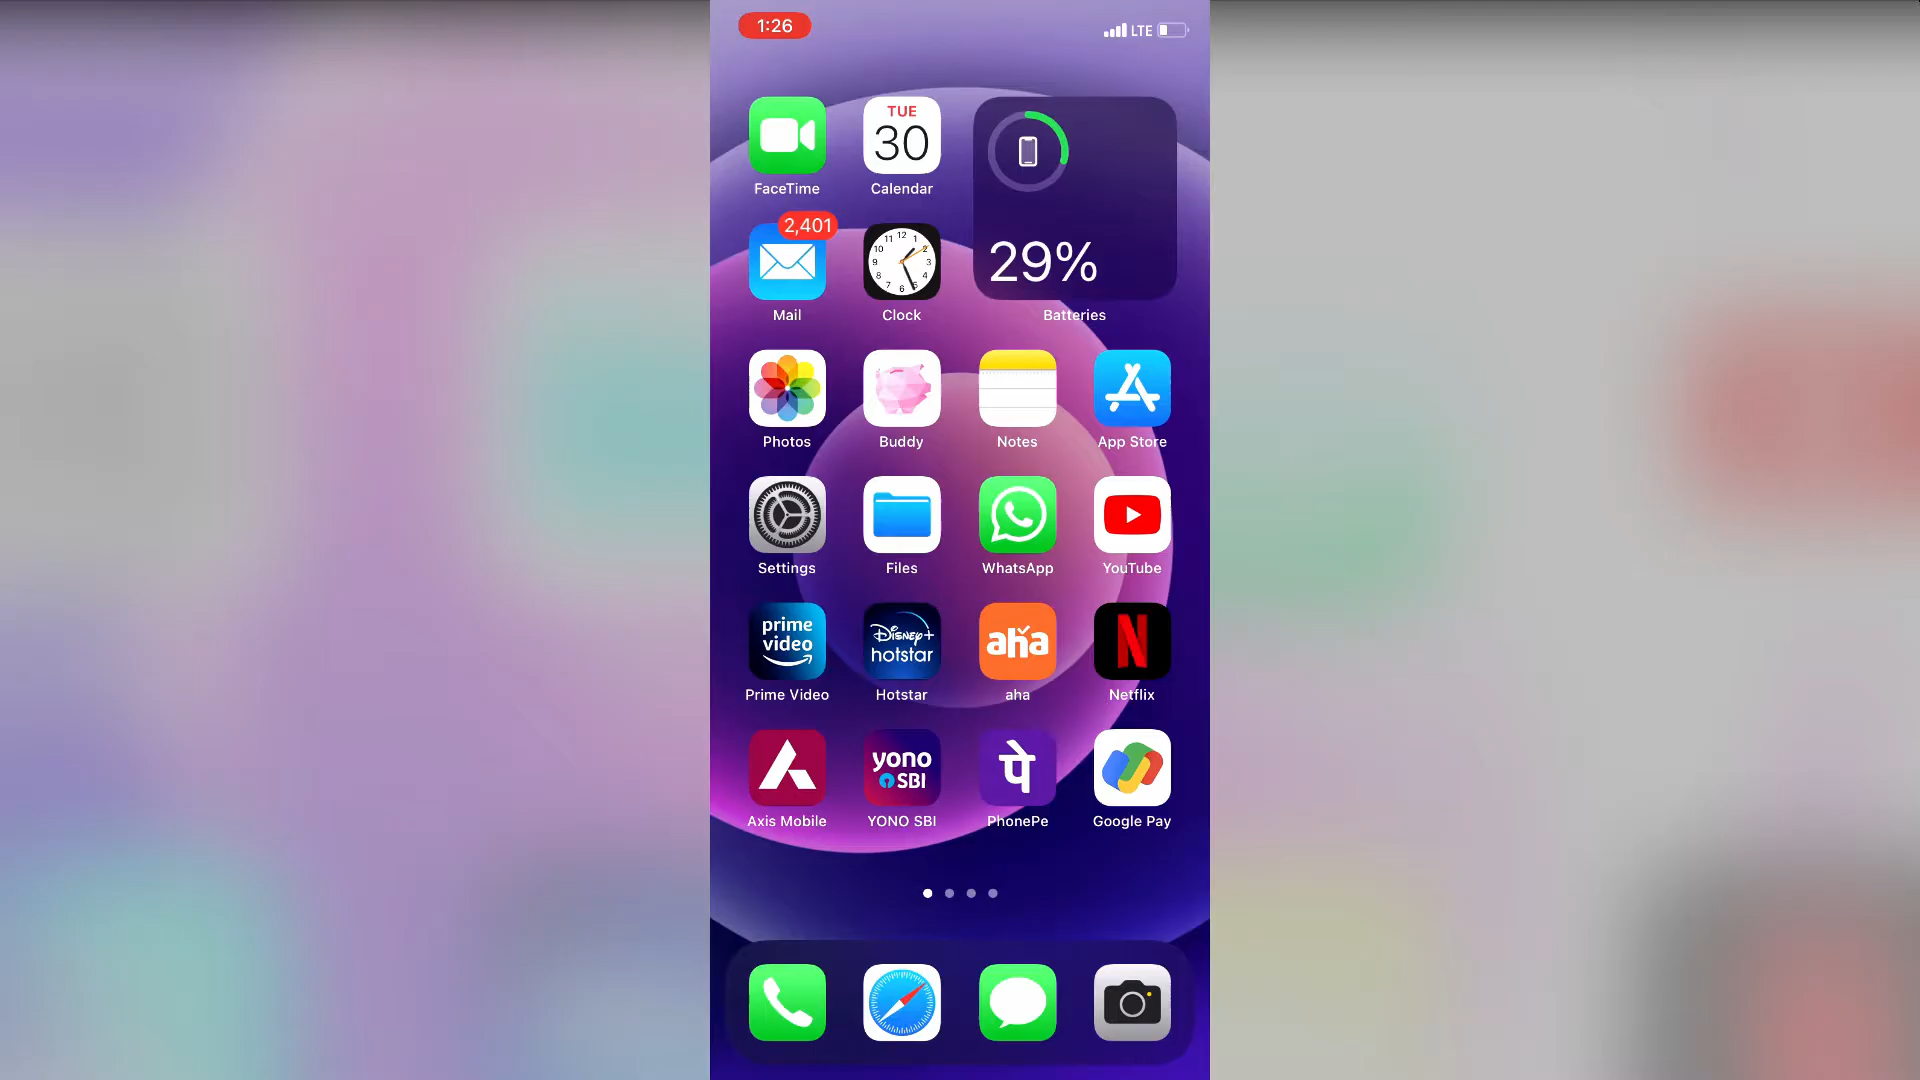 1:26
LTE
TUE
30
FaceTime
Calendar
2,401
29%
Mail
Clock
Batteries
Photos
Buddy
Notes
App Store
Settings
Files
WhatsApp
YouTube
prime
video
Disney+
hotstar
aha
N
Prime Video
Hotstar
aha
Netflix
yono
SBI
पे
Axis Mobile
YONO SBI
PhonePe
Google Pay